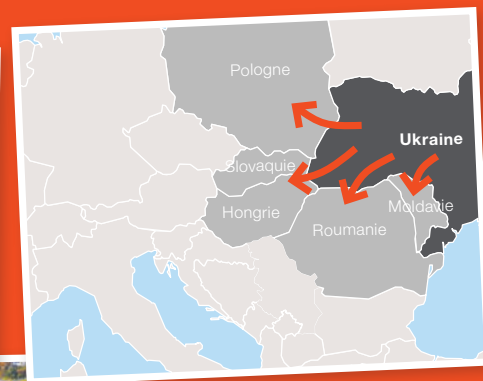 Pologne
Ukraine
Slovaquie
Moldavie
Hongrie
Roumanie